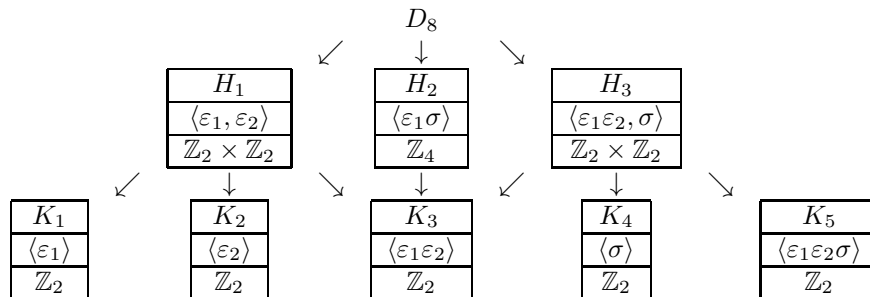 D₈
H₁ H₂ H₃
⟨ε₁, ε₂⟩ ⟨ε₁σ⟩ ⟨ε₁ε₂, σ⟩
ℤ₂ × ℤ₂ ℤ₄ ℤ₂ × ℤ₂
K₁ K₂ K₃ K₄ K₅
⟨ε₁⟩ ⟨ε₂⟩ ⟨ε₁ε₂⟩ ⟨σ⟩ ⟨ε₁ε₂σ⟩
ℤ₂ ℤ₂ ℤ₂ ℤ₂ ℤ₂